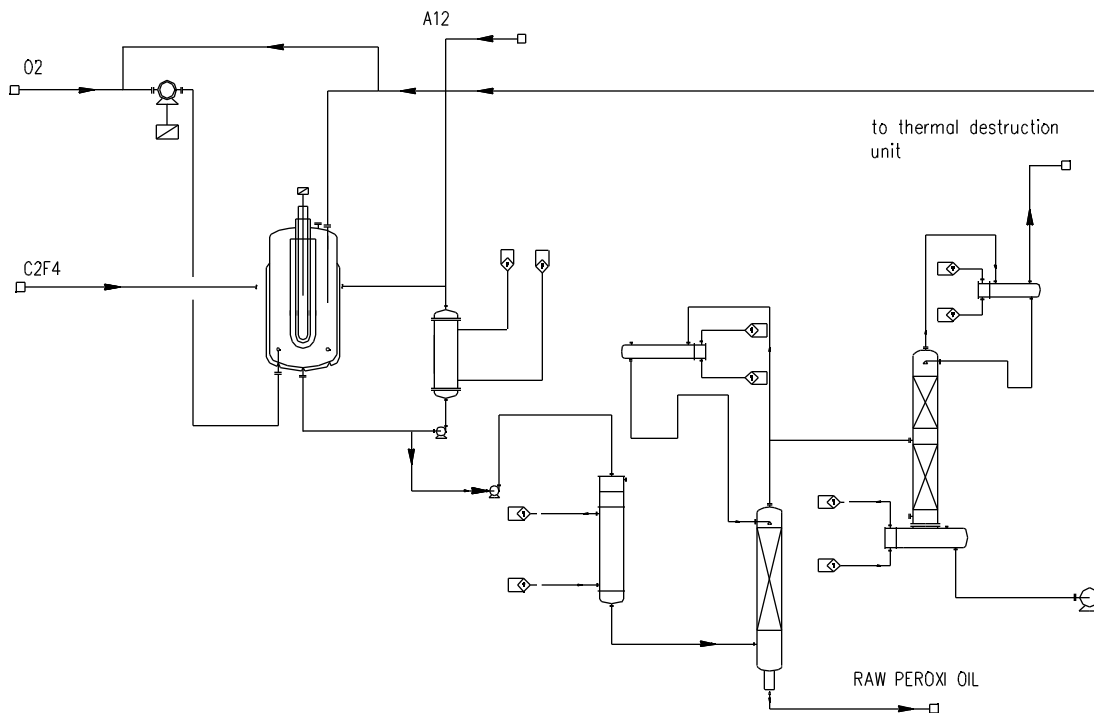 A12
O2
to thermal destruction
unit
C2F4
RAW PEROXI OIL